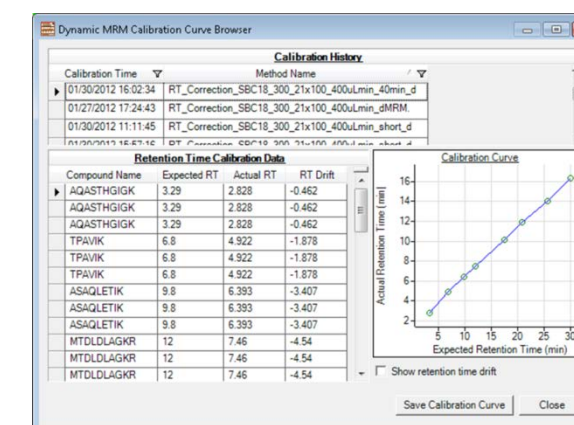 Dynamic MRM Calibration Curve Browser
Calibration History
Calibration Time Method Name
01/30/2012 16:02:34 RT_Correction_SBC18_300_21x100_400uLmin_40min_d
01/27/2012 17:24:43 RT_Correction_SBC18_300_21x100_400uLmin_dMRM.
01/30/2012 11:11:45 RT_Correction_SBC18_300_21x100_400uLmin_short_d
Retention Time Calibration Data
Compound Name Expected RT Actual RT RT Drift
AQASTHGIGK 3.29 2.828 -0.462
AQASTHGIGK 3.29 2.828 -0.462
AQASTHGIGK 3.29 2.828 -0.462
TPAVIK 6.8 4.922 -1.878
TPAVIK 6.8 4.922 -1.878
TPAVIK 6.8 4.922 -1.878
ASAQLETIK 9.8 6.393 -3.407
ASAQLETIK 9.8 6.393 -3.407
ASAQLETIK 9.8 6.393 -3.407
MTDLDLAGKR 12 7.46 -4.54
MTDLDLAGKR 12 7.46 -4.54
MTDLDLAGKR 12 7.46 -4.54
Calibration Curve
Actual Retention Time (min)
16
14
12
10
8
6
4
2
5 10 15 20 25 30
Expected Retention Time (min)
Show retention time drift
Save Calibration Curve Close